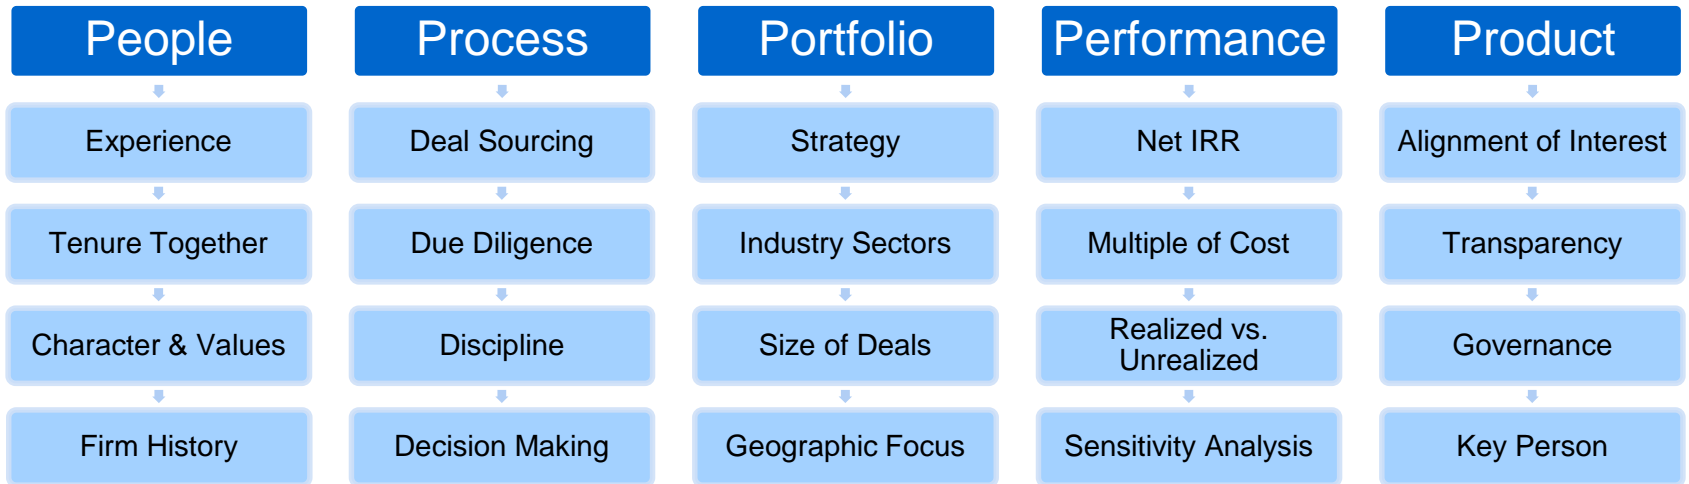 People
Experience
Tenure Together
Character & Values
Firm History
Process
Deal Sourcing
Due Diligence
Discipline
Decision Making
Portfolio
Strategy
Industry Sectors
Size of Deals
Geographic Focus
Performance
Net IRR
Multiple of Cost
Realized vs.
Unrealized
Sensitivity Analysis
Product
Alignment of Interest
Transparency
Governance
Key Person